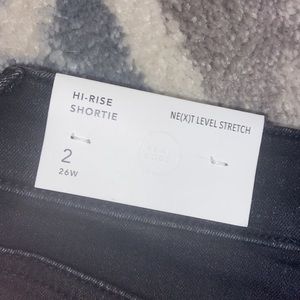 HI-RISE
SHORTIE
NE(X)T LEVEL STRETCH
2
26W